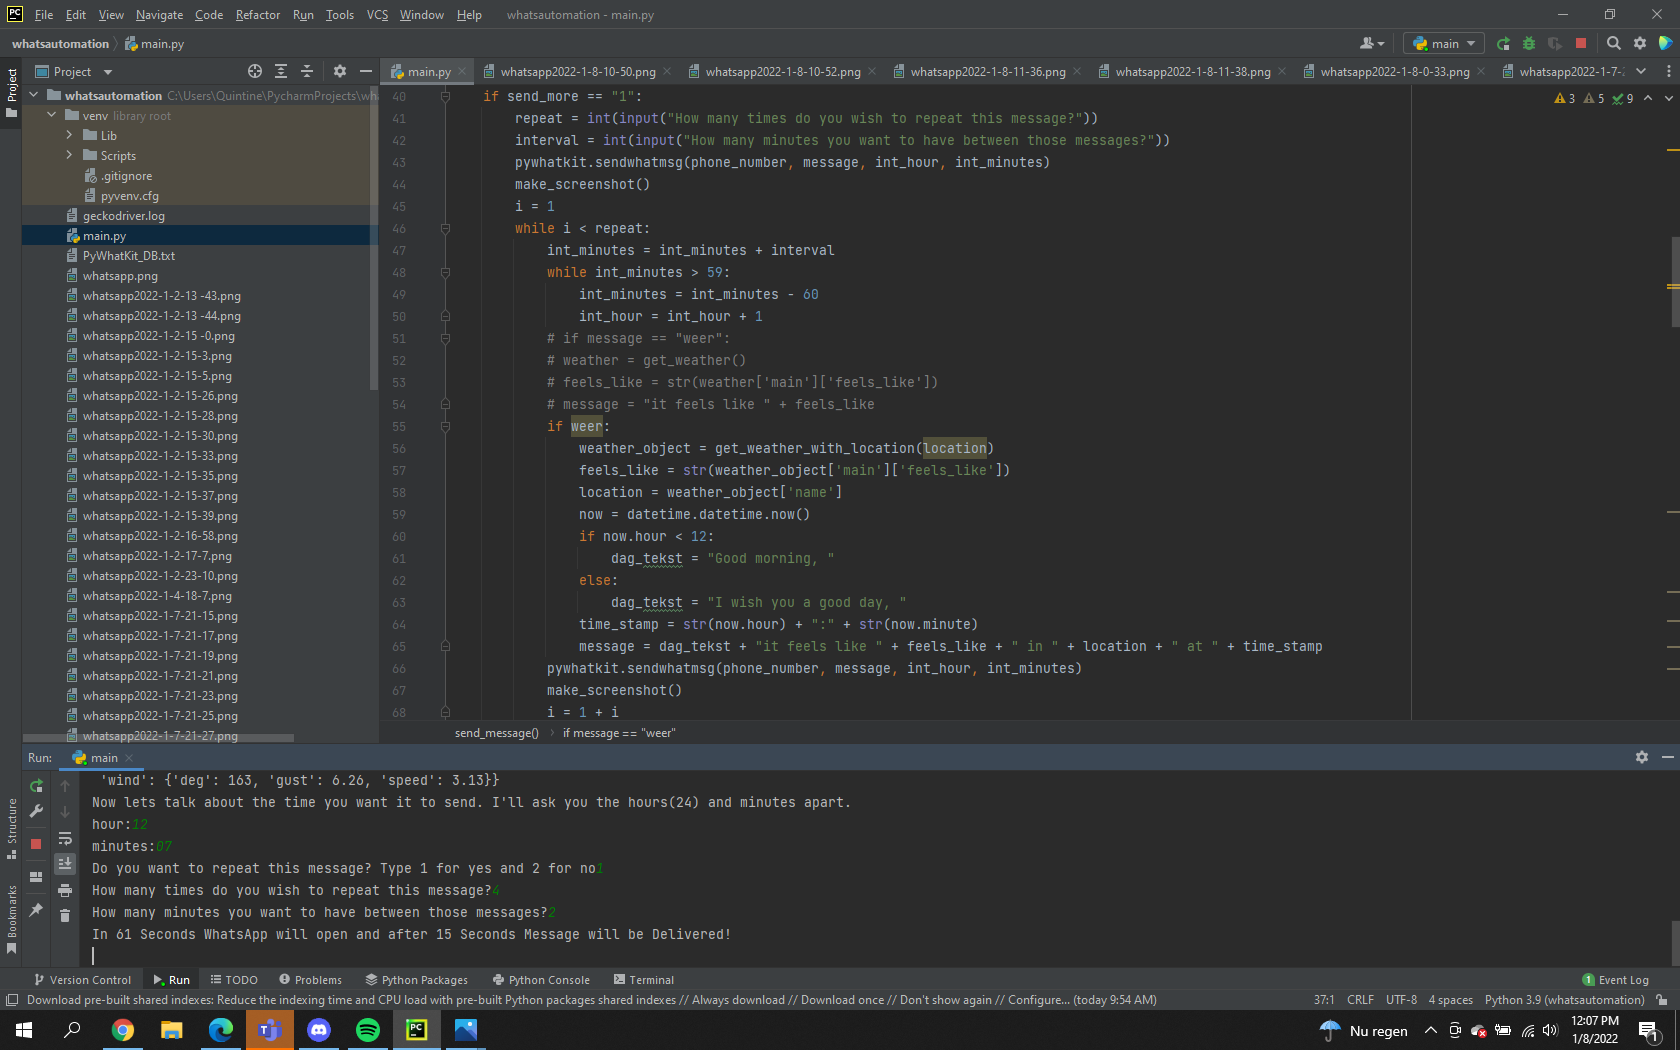 PC File Edit View Navigate Code Refactor Run Tools VCS Window Help whatsautomation - main.py
whatsautomation main.py
main
Project
main.py whatsapp2022-1-8-10-50.png whatsapp2022-1-8-10-52.png whatsapp2022-1-8-11-36.png whatsapp2022-1-8-11-38.png whatsapp2022-1-8-0-33.png whatsapp2022-1-7-
Project
whatsautomation C:\Users\Quintine\PycharmProjects\wh
venv library root
Lib
Scripts
.gitignore
pyvenv.cfg
geckodriver.log
main.py
PyWhatKit_DB.txt
whatsapp.png
whatsapp2022-1-2-13 -43.png
whatsapp2022-1-2-13 -44.png
whatsapp2022-1-2-15 -0.png
whatsapp2022-1-2-15-3.png
whatsapp2022-1-2-15-5.png
whatsapp2022-1-2-15-26.png
whatsapp2022-1-2-15-28.png
whatsapp2022-1-2-15-30.png
whatsapp2022-1-2-15-33.png
whatsapp2022-1-2-15-35.png
whatsapp2022-1-2-15-37.png
whatsapp2022-1-2-15-39.png
whatsapp2022-1-2-16-58.png
whatsapp2022-1-2-17-7.png
whatsapp2022-1-2-23-10.png
whatsapp2022-1-4-18-7.png
whatsapp2022-1-7-21-15.png
whatsapp2022-1-7-21-17.png
whatsapp2022-1-7-21-19.png
whatsapp2022-1-7-21-21.png
whatsapp2022-1-7-21-23.png
whatsapp2022-1-7-21-25.png
whatsapp2022-1-7-21-27.png
3 5 9
40 if send_more == "1":
41 repeat = int(input("How many times do you wish to repeat this message?"))
42 interval = int(input("How many minutes you want to have between those messages?"))
43 pywhatkit.sendwhatmsg(phone_number, message, int_hour, int_minutes)
44 make_screenshot()
45 i = 1
46 while i < repeat:
47 int_minutes = int_minutes + interval
48 while int_minutes > 59:
49 int_minutes = int_minutes - 60
50 int_hour = int_hour + 1
51 # if message == "weer":
52 # weather = get_weather()
53 # feels_like = str(weather['main']['feels_like'])
54 # message = "it feels like " + feels_like
55 if weer:
56 weather_object = get_weather_with_location(location)
57 feels_like = str(weather_object['main']['feels_like'])
58 location = weather_object['name']
59 now = datetime.datetime.now()
60 if now.hour < 12:
61 dag_tekst = "Good morning, "
62 else:
63 dag_tekst = "I wish you a good day, "
64 time_stamp = str(now.hour) + ":" + str(now.minute)
65 message = dag_tekst + "it feels like " + feels_like + " in " + location + " at " + time_stamp
66 pywhatkit.sendwhatmsg(phone_number, message, int_hour, int_minutes)
67 make_screenshot()
68 i = 1 + i
send_message() if message == "weer"
Run: main
'wind': {'deg': 163, 'gust': 6.26, 'speed': 3.13}}
Now lets talk about the time you want it to send. I'll ask you the hours(24) and minutes apart.
hour:12
minutes:07
Do you want to repeat this message? Type 1 for yes and 2 for no1
How many times do you wish to repeat this message?4
How many minutes you want to have between those messages?2
In 61 Seconds WhatsApp will open and after 15 Seconds Message will be Delivered!
Structure
Bookmarks
Version Control Run TODO Problems Python Packages Python Console Terminal 1 Event Log
Download pre-built shared indexes: Reduce the indexing time and CPU load with pre-built Python packages shared indexes // Always download // Download once // Don't show again // Configure... (today 9:54 AM) 37:1 CRLF UTF-8 4 spaces Python 3.9 (whatsautomation)
PC Nu regen 12:07 PM
1/8/2022 1